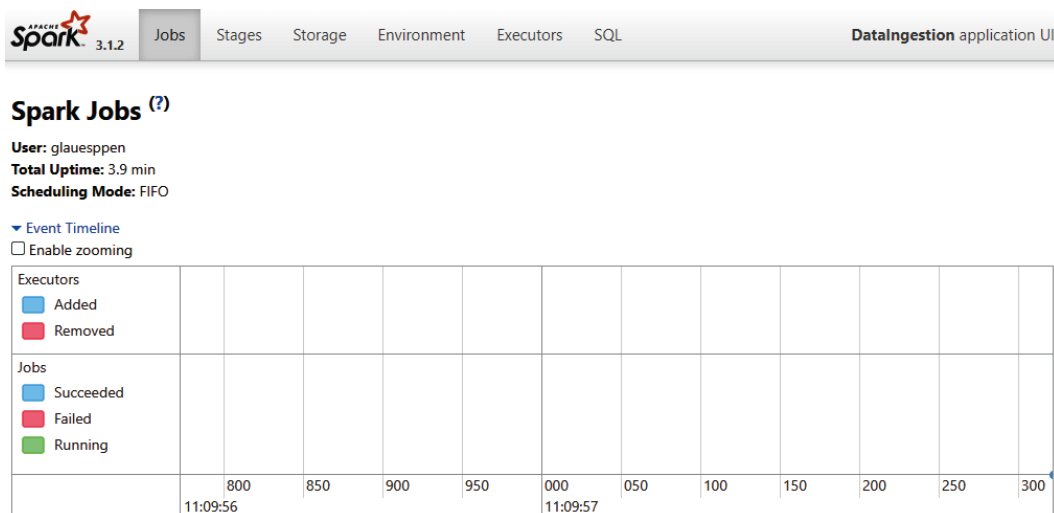 APACHE
Spark 3.1.2 Jobs Stages Storage Environment Executors SQL DataIngestion application UI
Spark Jobs (?)
User: glauesppen
Total Uptime: 3.9 min
Scheduling Mode: FIFO
Event Timeline
Enable zooming
Executors
Added
Removed
Jobs
Succeeded
Failed
Running
800 850 900 950 000 050 100 150 200 250 300
11:09:56 11:09:57